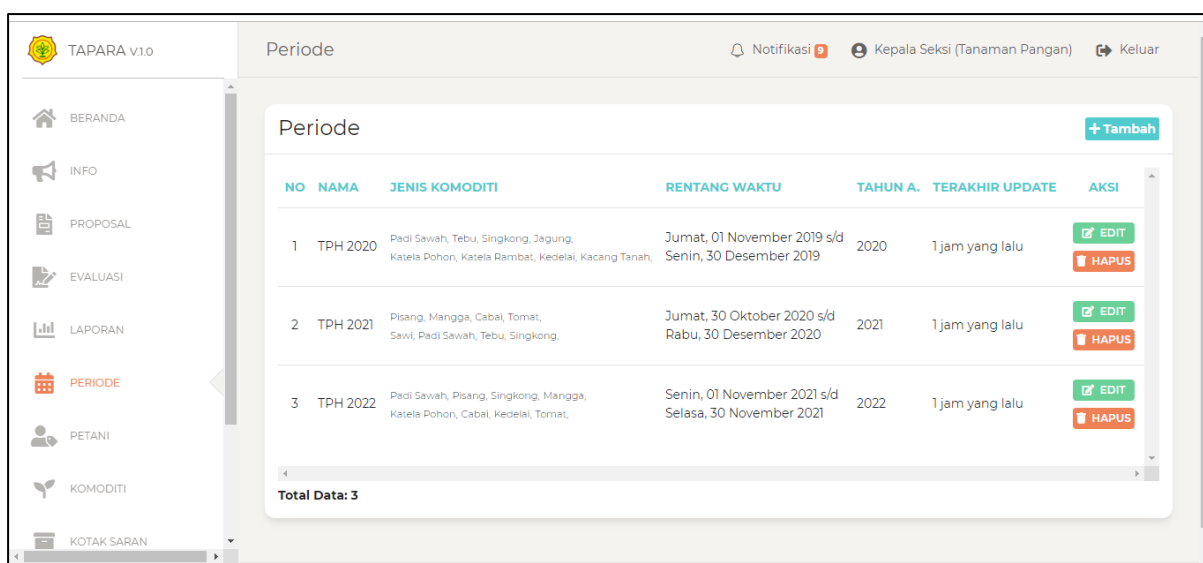 TAPARA V.1.0
Periode
Notifikasi 9
Kepala Seksi (Tanaman Pangan)
Keluar
BERANDA
INFO
PROPOSAL
EVALUASI
LAPORAN
PERIODE
PETANI
KOMODITI
KOTAK SARAN
Periode
+ Tambah
NO NAMA JENIS KOMODITI RENTANG WAKTU TAHUN A. TERAKHIR UPDATE AKSI
1 TPH 2020
Padi Sawah, Tebu, Singkong, Jagung,
Katela Pohon, Katela Rambat, Kedelai, Kacang Tanah,
Jumat, 01 November 2019 s/d
Senin, 30 Desember 2019
2020
1 jam yang lalu
EDIT
HAPUS
2 TPH 2021
Pisang, Mangga, Cabai, Tomat,
Sawi, Padi Sawah, Tebu, Singkong,
Jumat, 30 Oktober 2020 s/d
Rabu, 30 Desember 2020
2021
1 jam yang lalu
EDIT
HAPUS
3 TPH 2022
Padi Sawah, Pisang, Singkong, Mangga,
Katela Pohon, Cabai, Kedelai, Tomat,
Senin, 01 November 2021 s/d
Selasa, 30 November 2021
2022
1 jam yang lalu
EDIT
HAPUS
Total Data: 3